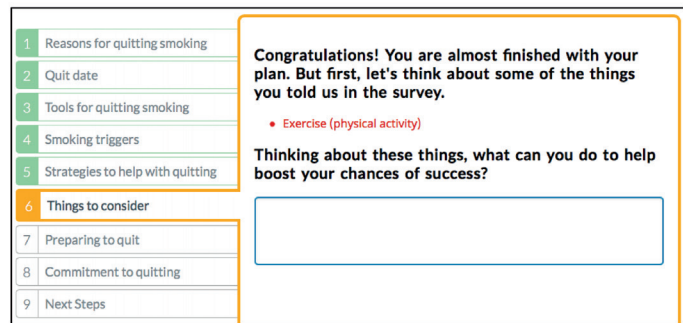 1 Reasons for quitting smoking
2 Quit date
3 Tools for quitting smoking
4 Smoking triggers
5 Strategies to help with quitting
6 Things to consider
7 Preparing to quit
8 Commitment to quitting
9 Next Steps
Congratulations! You are almost finished with your
plan. But first, let's think about some of the things
you told us in the survey.
• Exercise (physical activity)
Thinking about these things, what can you do to help
boost your chances of success?